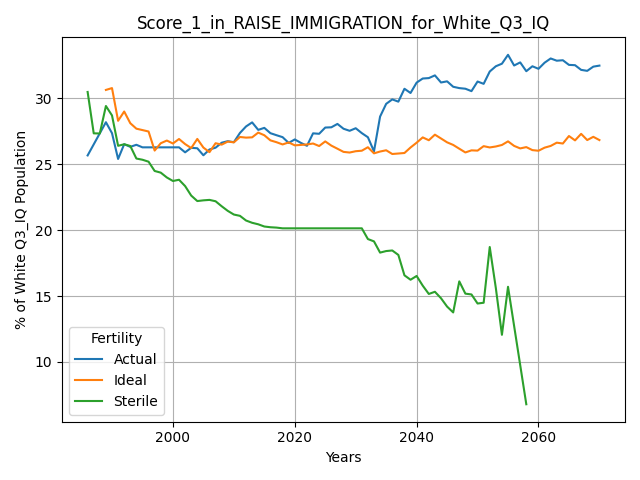 Score_1_in_RAISE_IMMIGRATION_for_White_Q3_IQ
% of White Q3_IQ Population
30
25
20
15
10
Fertility
Actual
Ideal
Sterile
2000
2020
2040
2060
Years